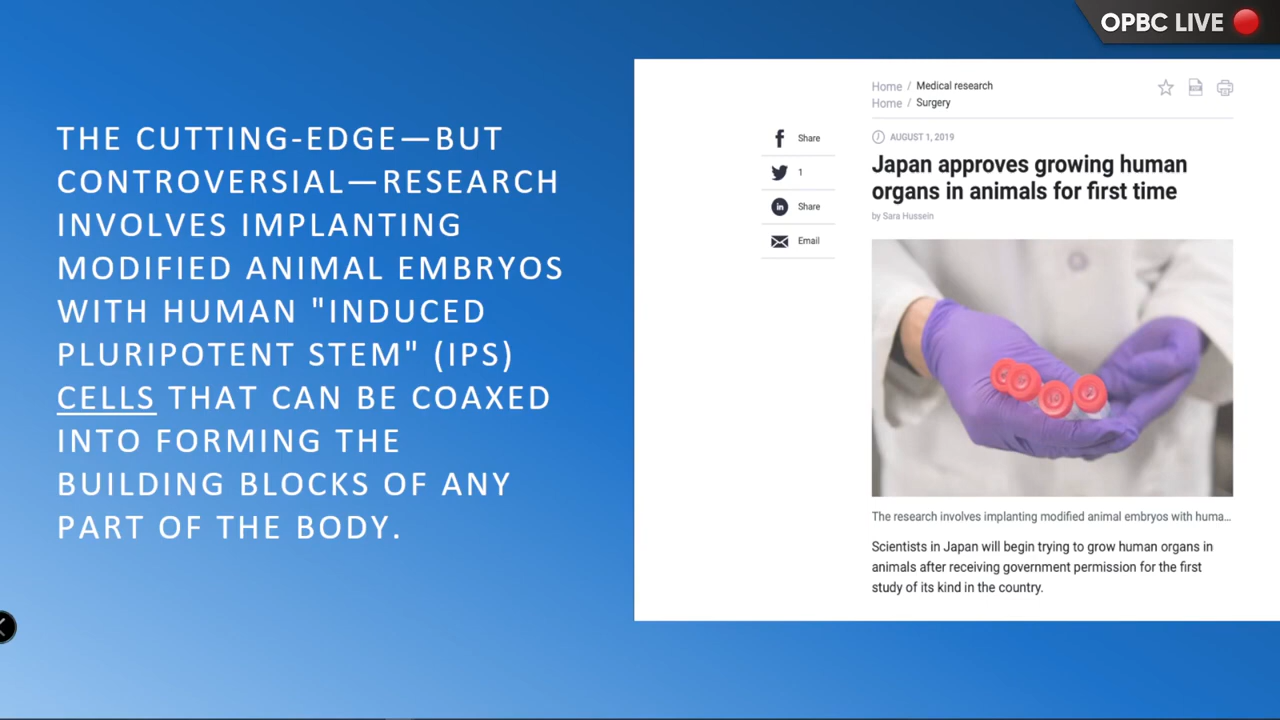 OPBC LIVE
THE CUTTING-EDGE—BUT
CONTROVERSIAL—RESEARCH
INVOLVES IMPLANTING
MODIFIED ANIMAL EMBRYOS
WITH HUMAN "INDUCED
PLURIPOTENT STEM" (IPS)
CELLS THAT CAN BE COAXED
INTO FORMING THE
BUILDING BLOCKS OF ANY
PART OF THE BODY.
Home / Medical research
Home / Surgery
Share
1
Share
Email
AUGUST 1, 2019
Japan approves growing human
organs in animals for first time
by Sara Hussein
The research involves implanting modified animal embryos with huma...
Scientists in Japan will begin trying to grow human organs in
animals after receiving government permission for the first
study of its kind in the country.